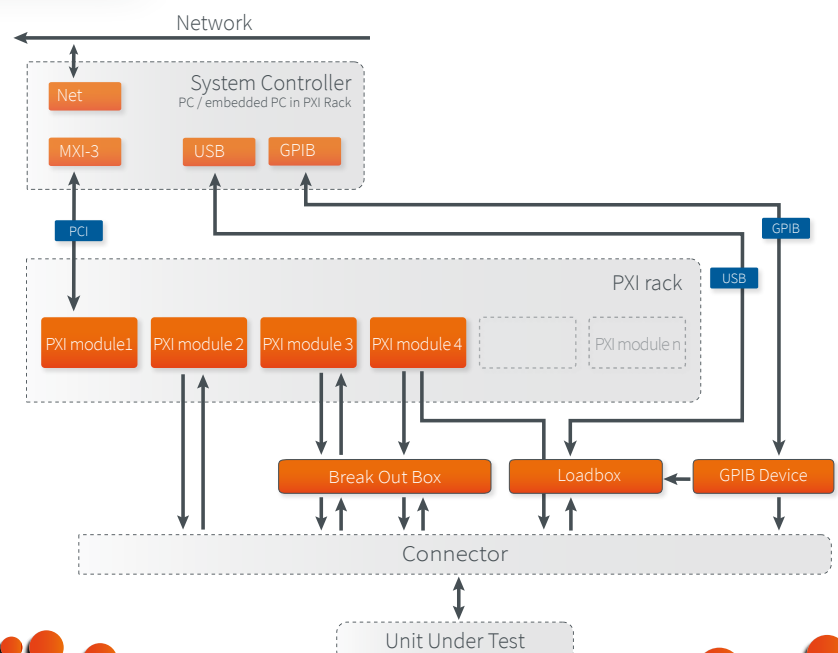 Network
System Controller
PC / embedded PC in PXI Rack
Net
MXI-3
USB
GPIB
PCI
GPIB
USB
PXI rack
PXI module1
PXI module 2
PXI module 3
PXI module 4
PXI module n
Break Out Box
Loadbox
GPIB Device
Connector
Unit Under Test